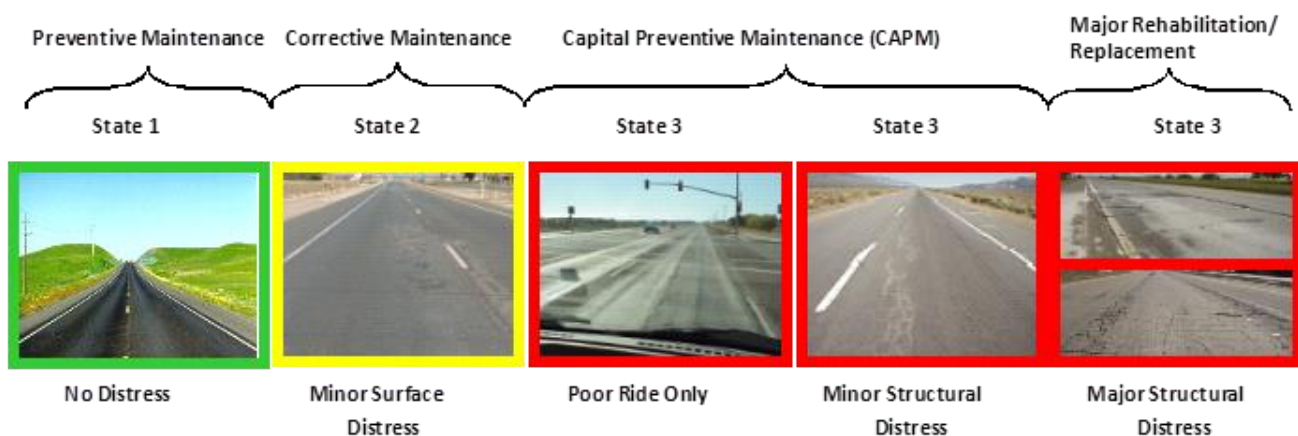 Preventive Maintenance
Corrective Maintenance
Capital Preventive Maintenance (CAPM)
Major Rehabilitation/
Replacement
State 1
State 2
State 3
State 3
State 3
No Distress
Minor Surface
Distress
Poor Ride Only
Minor Structural
Distress
Major Structural
Distress